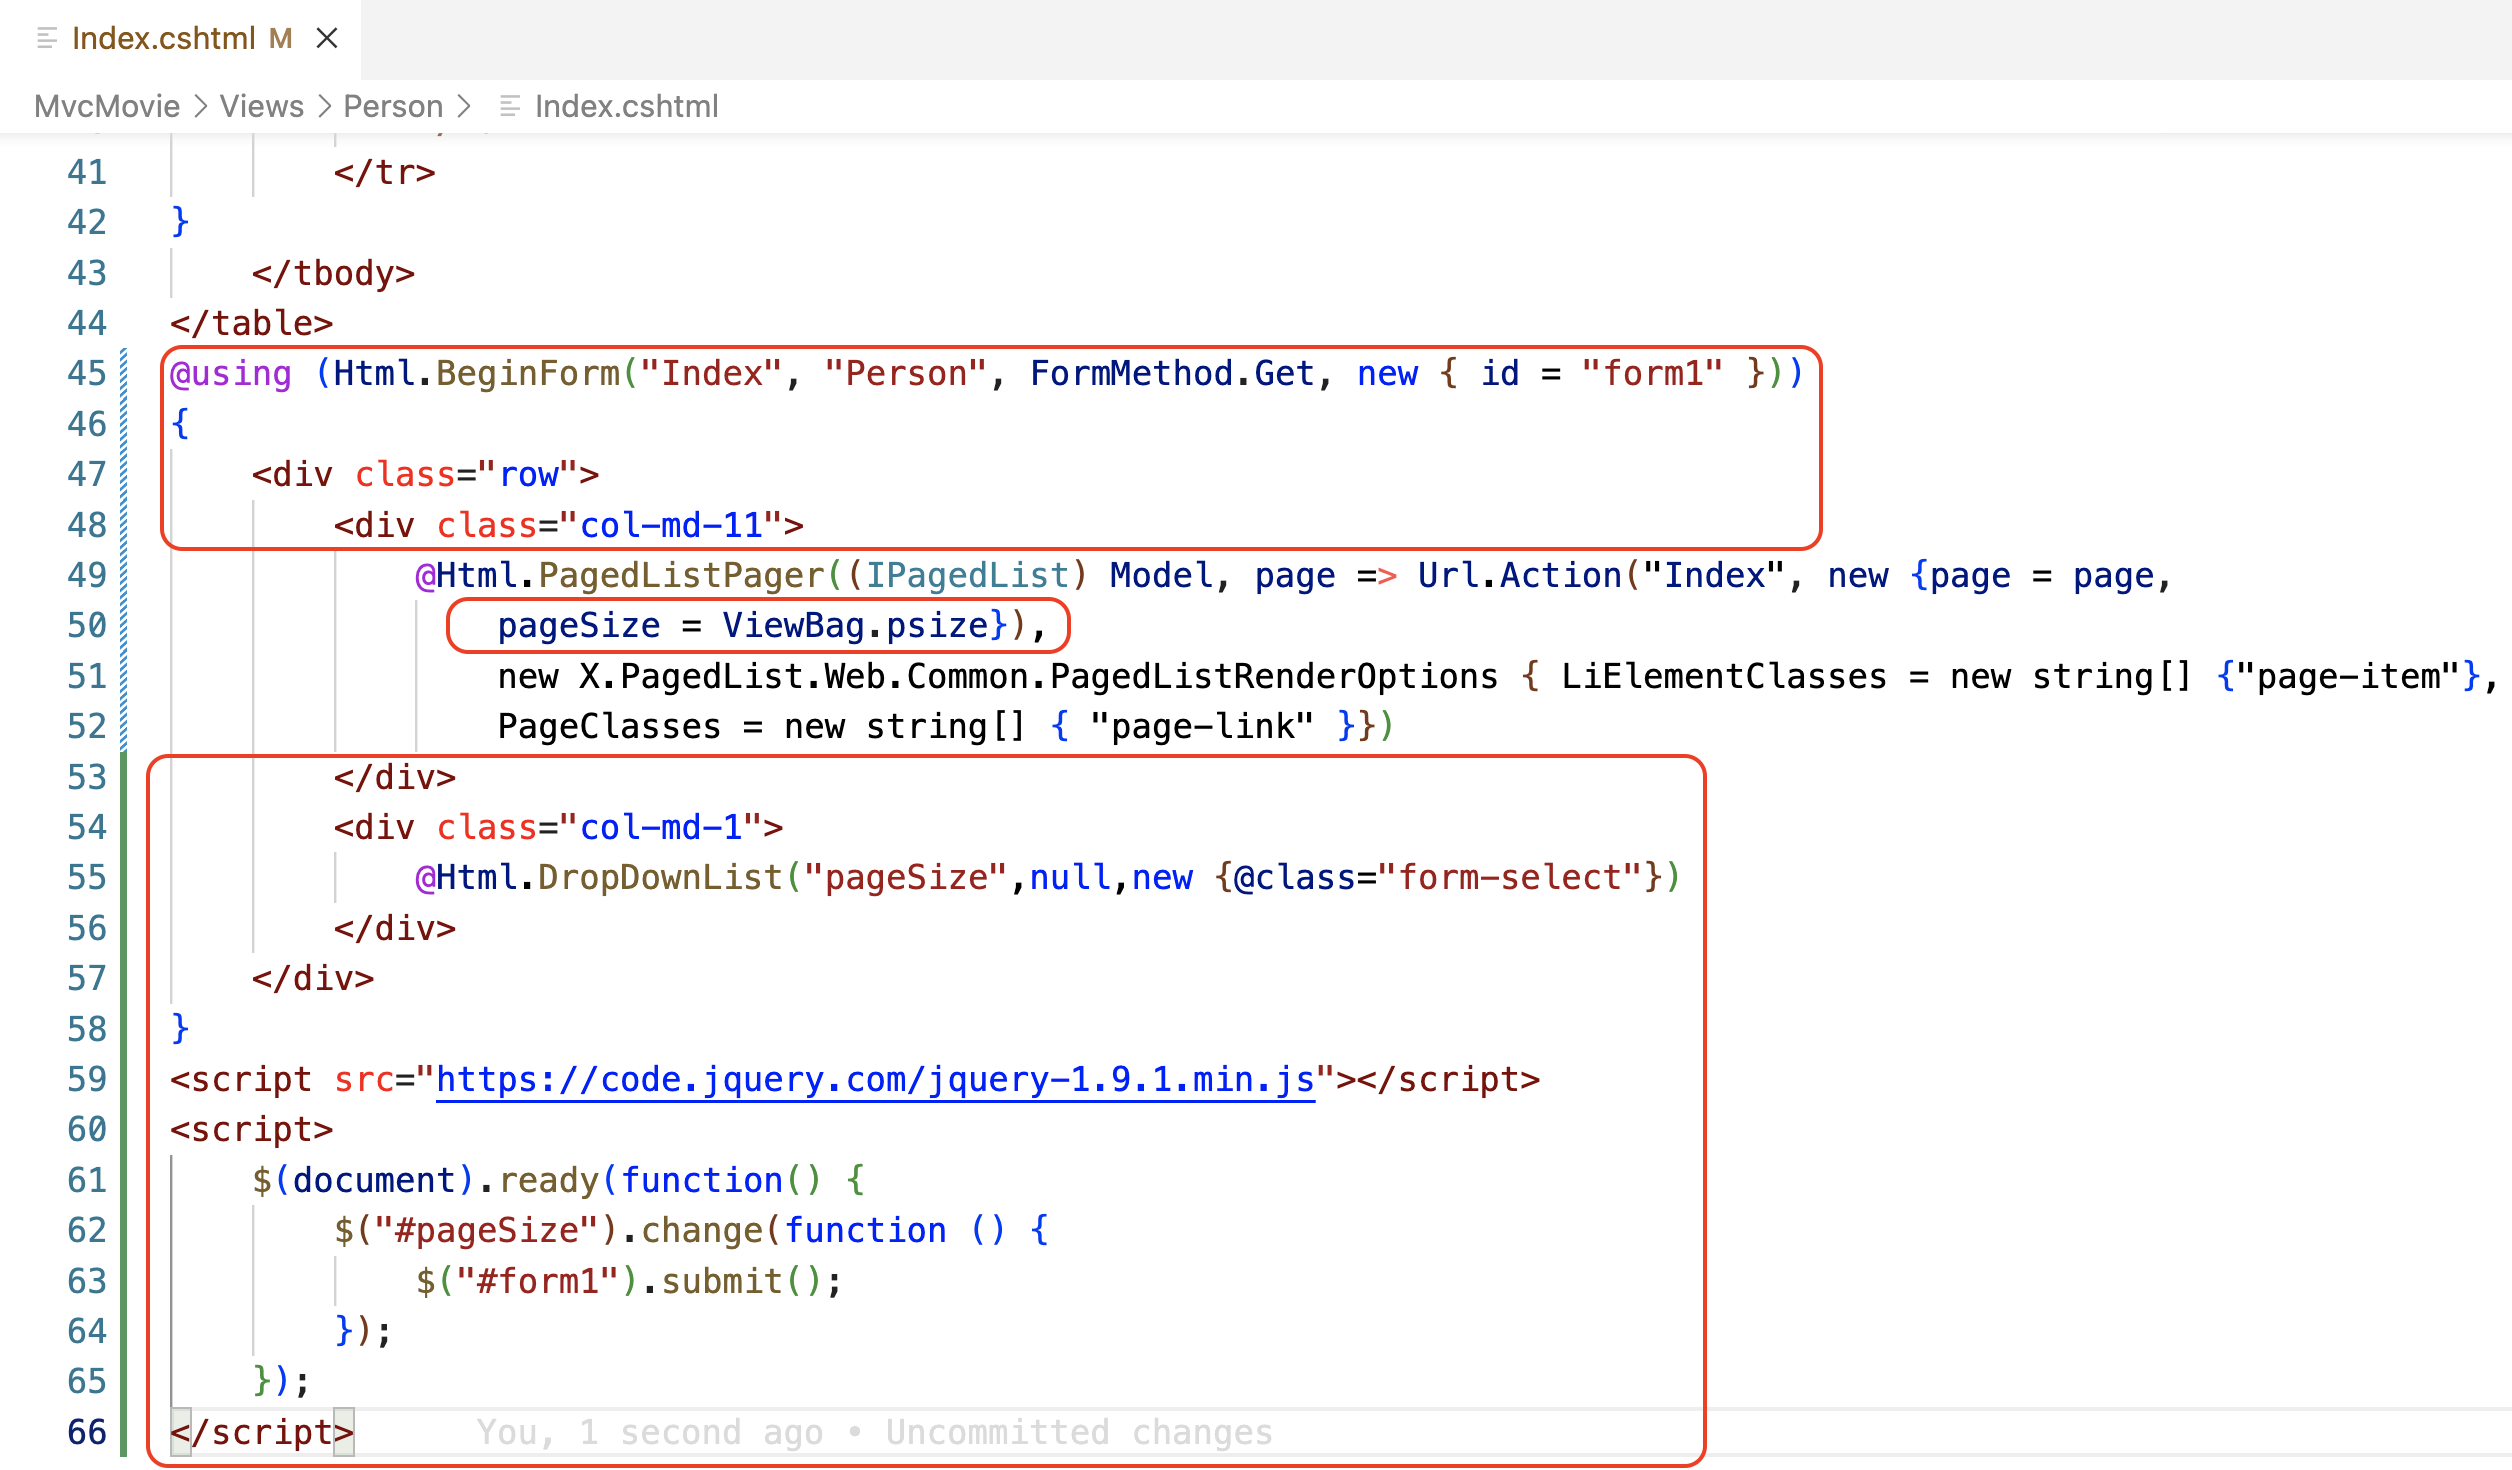 Index.cshtml M
MvcMovie > Views > Person > Index.cshtml
41 </tr>
42 }
43 </tbody>
44 </table>
45 @using (Html.BeginForm("Index", "Person", FormMethod.Get, new { id = "form1" }))
46 {
47 <div class="row">
48 <div class="col-md-11">
49 @Html.PagedListPager((IPagedList) Model, page => Url.Action("Index", new {page = page,
50 pageSize = ViewBag.psize}),
51 new X.PagedList.Web.Common.PagedListRenderOptions { LiElementClasses = new string[] {"page-item"},
52 PageClasses = new string[] { "page-link" }})
53 </div>
54 <div class="col-md-1">
55 @Html.DropDownList("pageSize",null,new {@class="form-select"})
56 </div>
57 </div>
58 }
59 <script src="https://code.jquery.com/jquery-1.9.1.min.js"></script>
60 <script>
61 $(document).ready(function() {
62 $("#pageSize").change(function () {
63 $("#form1").submit();
64 });
65 });
66 </script> You, 1 second ago • Uncommitted changes